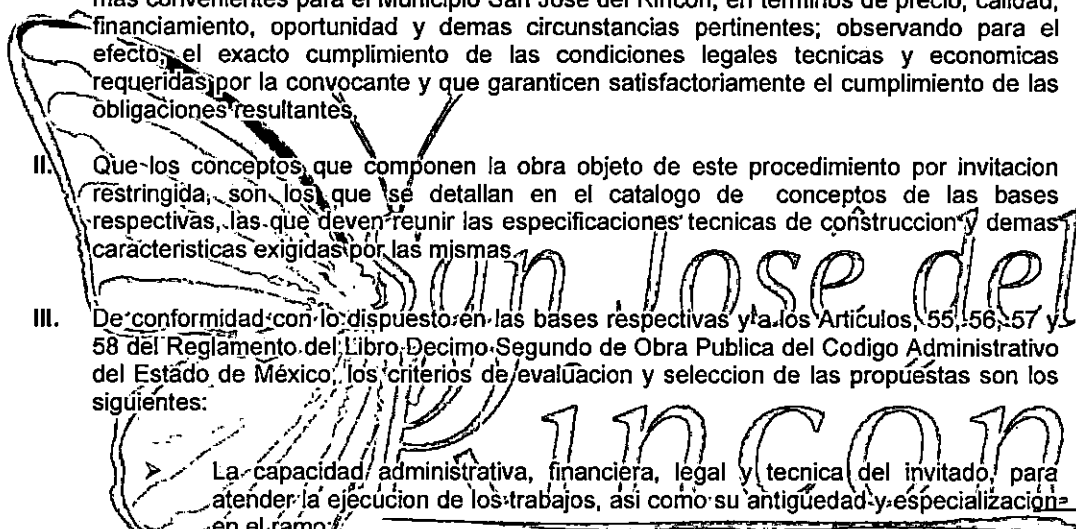 más convenientes para el Municipio San José del Rincón, en terminos de precio, calidad,
financiamiento, oportunidad y demas circunstancias pertinentes; observando para el
efecto, el exacto cumplimiento de las condiciones legales tecnicas y economicas
requeridas por la convocante y que garanticen satisfactoriamente el cumplimiento de las
obligaciones resultantes.
II. Que los conceptos que componen la obra objeto de este procedimiento por invitacion
restringida, son los que se detallan en el catalogo de conceptos de las bases
respectivas, las que deven reunir las especificaciones tecnicas de construccion y demas
caracteristicas exigidas por las mismas.
San Jose del
III. De conformidad con lo dispuesto en las bases respectivas y a los Artículos, 55, 56, 57 y
58 del Reglamento del Libro Decimo Segundo de Obra Publica del Codigo Administrativo
del Estado de México, los criterios de evaluacion y seleccion de las propuestas son los
siguientes:
Rincon
➢ La capacidad administrativa, financiera, legal y tecnica del invitado, para
atender la ejecucion de los trabajos, asi como su antigüedad y especialización
en el ramo